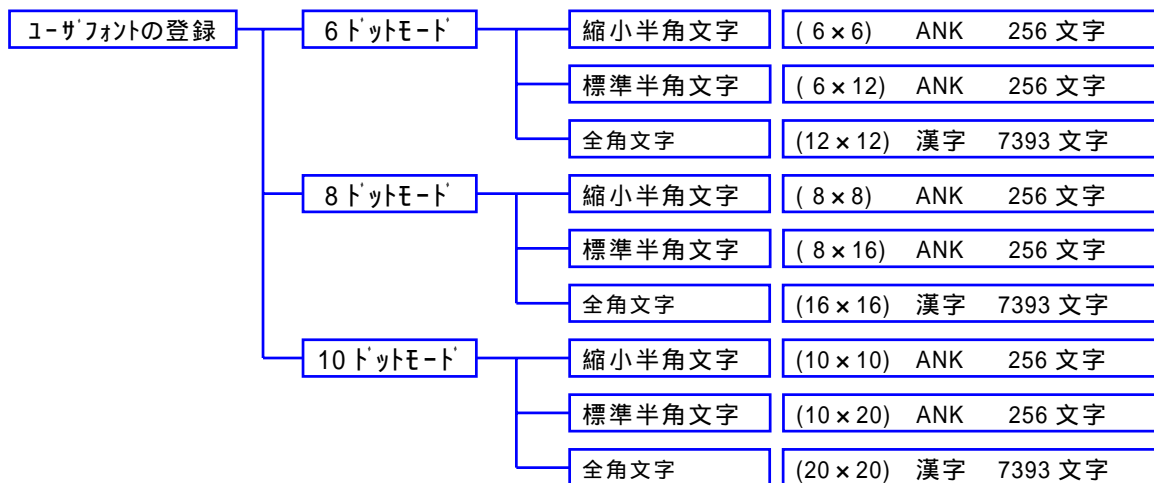 ﾕｰｻﾞﾌｫﾝﾄの登録 6ﾄﾞｯﾄﾓｰﾄﾞ 縮小半角文字 ( 6×6) ANK 256文字
標準半角文字 ( 6×12) ANK 256文字
全角文字 (12×12) 漢字 7393文字
8ﾄﾞｯﾄﾓｰﾄﾞ 縮小半角文字 ( 8×8) ANK 256文字
標準半角文字 ( 8×16) ANK 256文字
全角文字 (16×16) 漢字 7393文字
10ﾄﾞｯﾄﾓｰﾄﾞ 縮小半角文字 (10×10) ANK 256文字
標準半角文字 (10×20) ANK 256文字
全角文字 (20×20) 漢字 7393文字